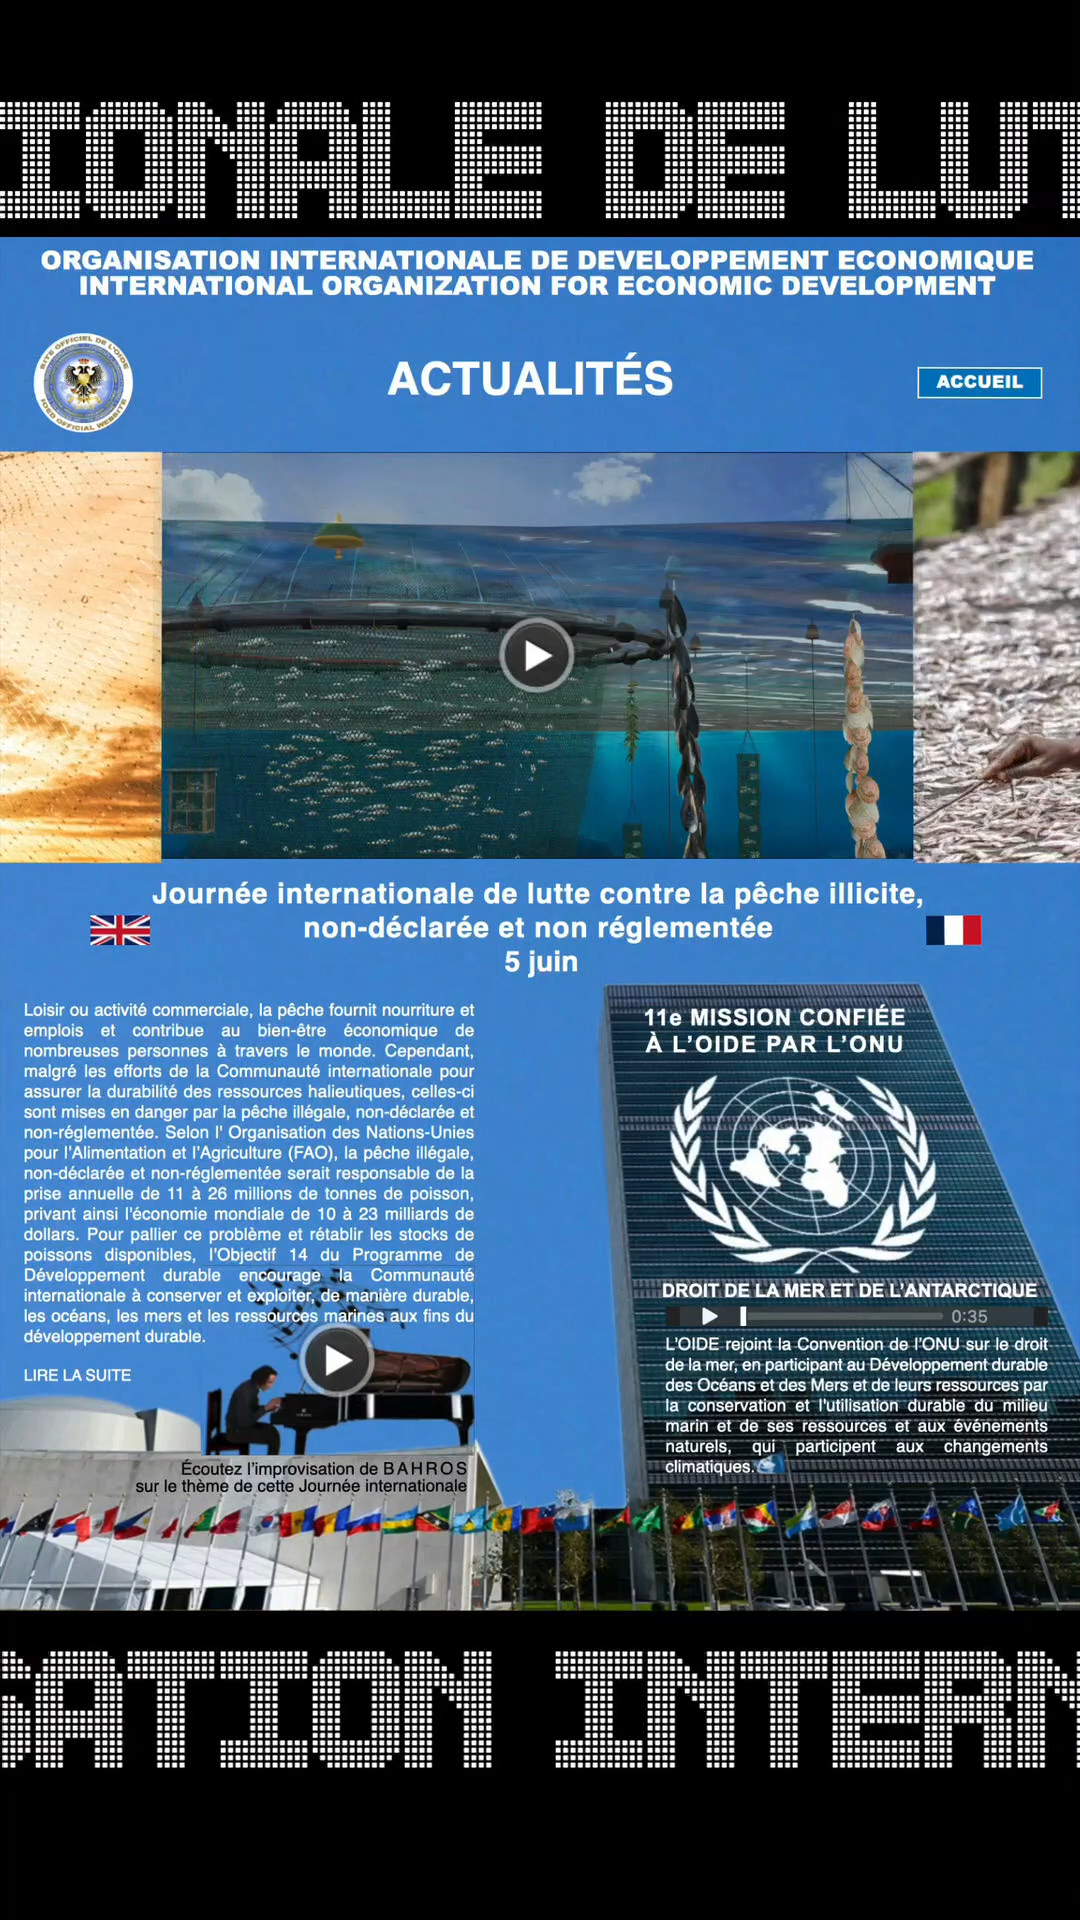 IONALE DE LUT
ORGANISATION INTERNATIONALE DE DEVELOPPEMENT ECONOMIQUE
INTERNATIONAL ORGANIZATION FOR ECONOMIC DEVELOPMENT
SITE OFFICIEL DE L'OIDE
IOED OFFICIAL WEBSITE
ACTUALITÉS
ACCUEIL
Journée internationale de lutte contre la pêche illicite,
non-déclarée et non réglementée
5 juin
Loisir ou activité commerciale, la pêche fournit nourriture et
emplois et contribue au bien-être économique de
nombreuses personnes à travers le monde. Cependant,
malgré les efforts de la Communauté internationale pour
assurer la durabilité des ressources halieutiques, celles-ci
sont mises en danger par la pêche illégale, non-déclarée et
non-réglementée. Selon l' Organisation des Nations-Unies
pour l'Alimentation et l'Agriculture (FAO), la pêche illégale,
non-déclarée et non-réglementée serait responsable de la
prise annuelle de 11 à 26 millions de tonnes de poisson,
privant ainsi l'économie mondiale de 10 à 23 milliards de
dollars. Pour pallier ce problème et rétablir les stocks de
poissons disponibles, l'Objectif 14 du Programme de
Développement durable encourage la Communauté
internationale à conserver et exploiter, de manière durable,
les océans, les mers et les ressources marines aux fins du
développement durable.
LIRE LA SUITE
Écoutez l'improvisation de BAHROS
sur le thème de cette Journée internationale
11e MISSION CONFIÉE
À L'OIDE PAR L'ONU
DROIT DE LA MER ET DE L'ANTARCTIQUE
0:35
L'OIDE rejoint la Convention de l'ONU sur le droit
de la mer, en participant au Développement durable
des Océans et des Mers et de leurs ressources par
la conservation et l'utilisation durable du milieu
marin et de ses ressources et aux événements
naturels, qui participent aux changements
climatiques.
SATION INTERN